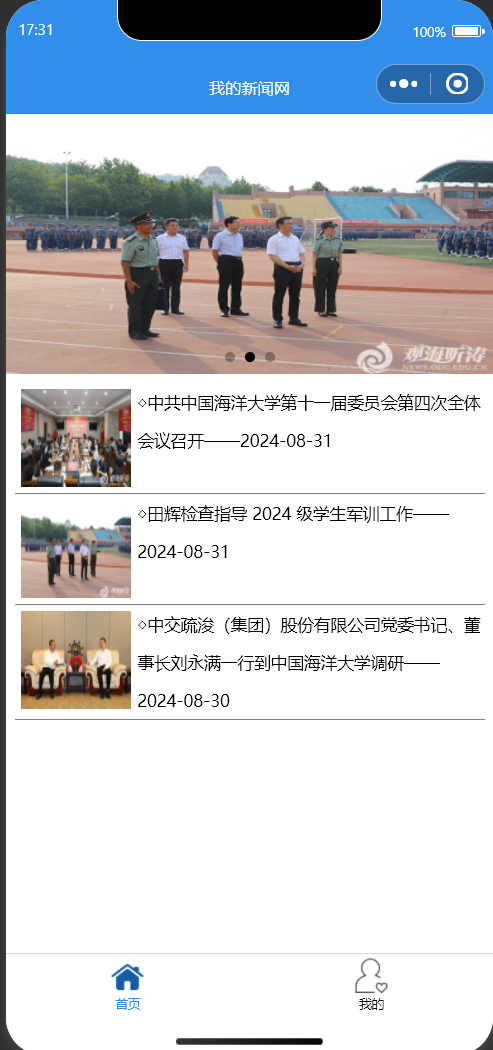 17:31
100%
我的新闻网
观海听涛
NEWS.OUC.EDU.CN
◇中共中国海洋大学第十一届委员会第四次全体
会议召开——2024-08-31
◇田辉检查指导 2024 级学生军训工作——
2024-08-31
◇中交疏浚（集团）股份有限公司党委书记、董
事长刘永满一行到中国海洋大学调研——
2024-08-30
首页
我的